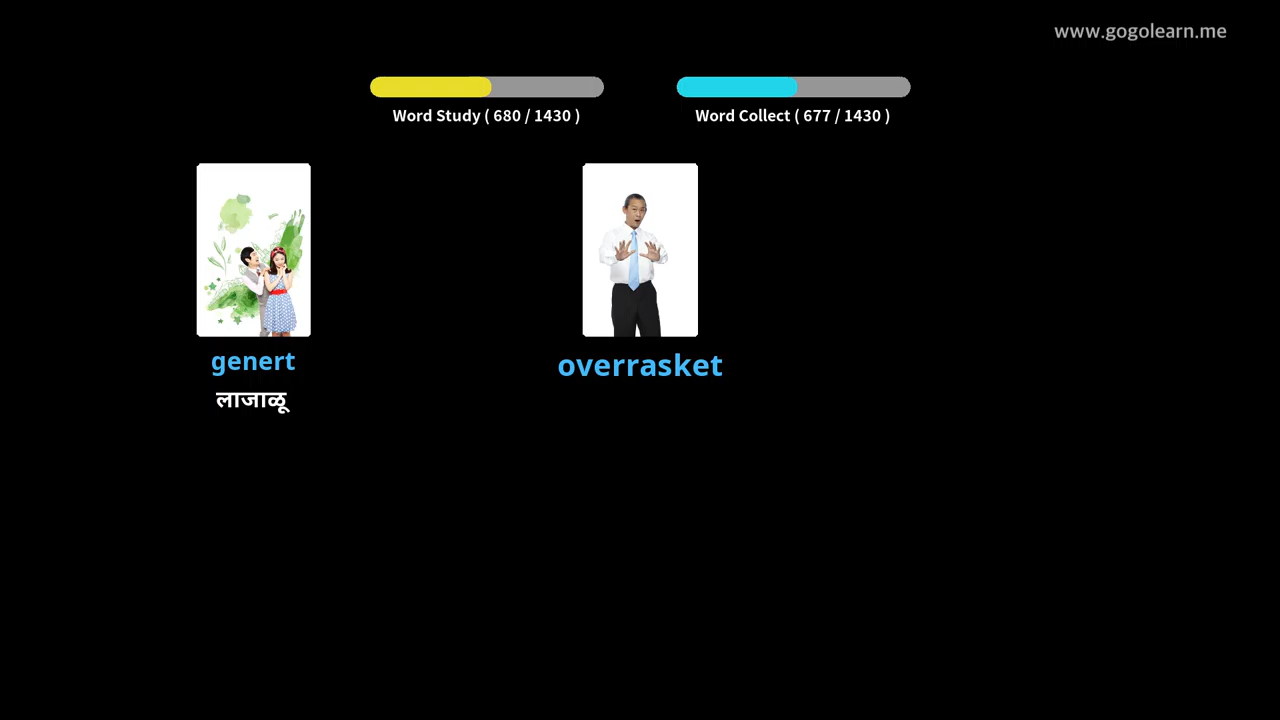 www.gogolearn.me
Word Study ( 680 / 1430 )
Word Collect ( 677 / 1430 )
genert
लाजाळू
overrasket